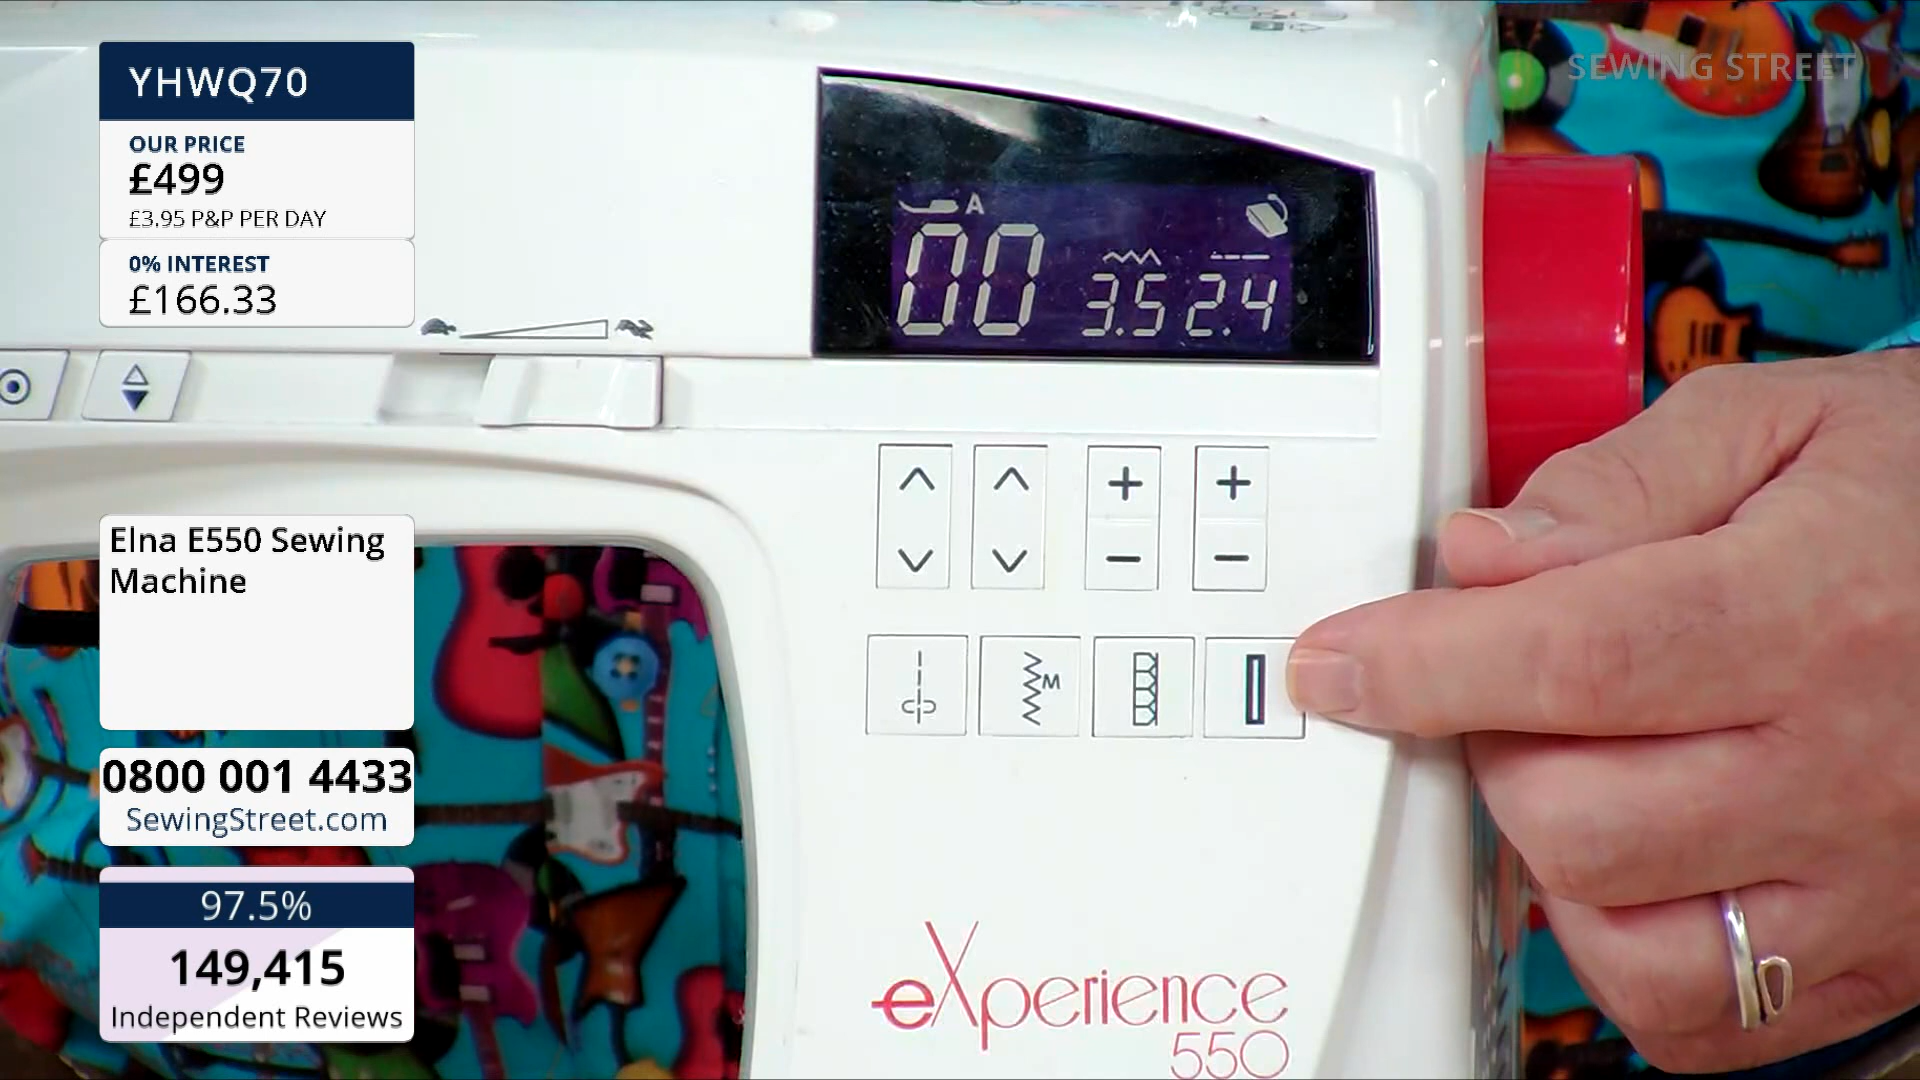 YHWQ70
OUR PRICE
£499
£3.95 P&P PER DAY
0% INTEREST
£166.33
Elna E550 Sewing
Machine
0800 001 4433
SewingStreet.com
97.5%
149,415
Independent Reviews
SEWING STREET
A
00 3.5 2.4
M
eXperience
550